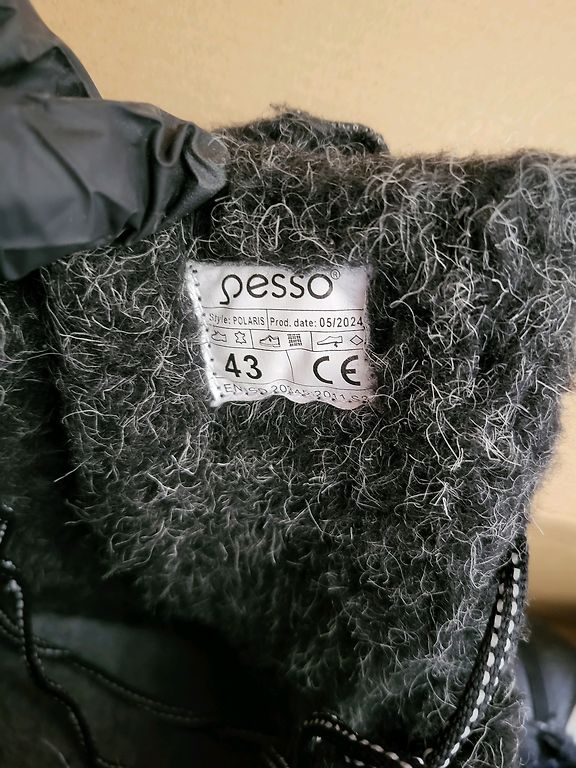 pesso®
Style: POLARIS Prod. date: 05/2024
43 CE